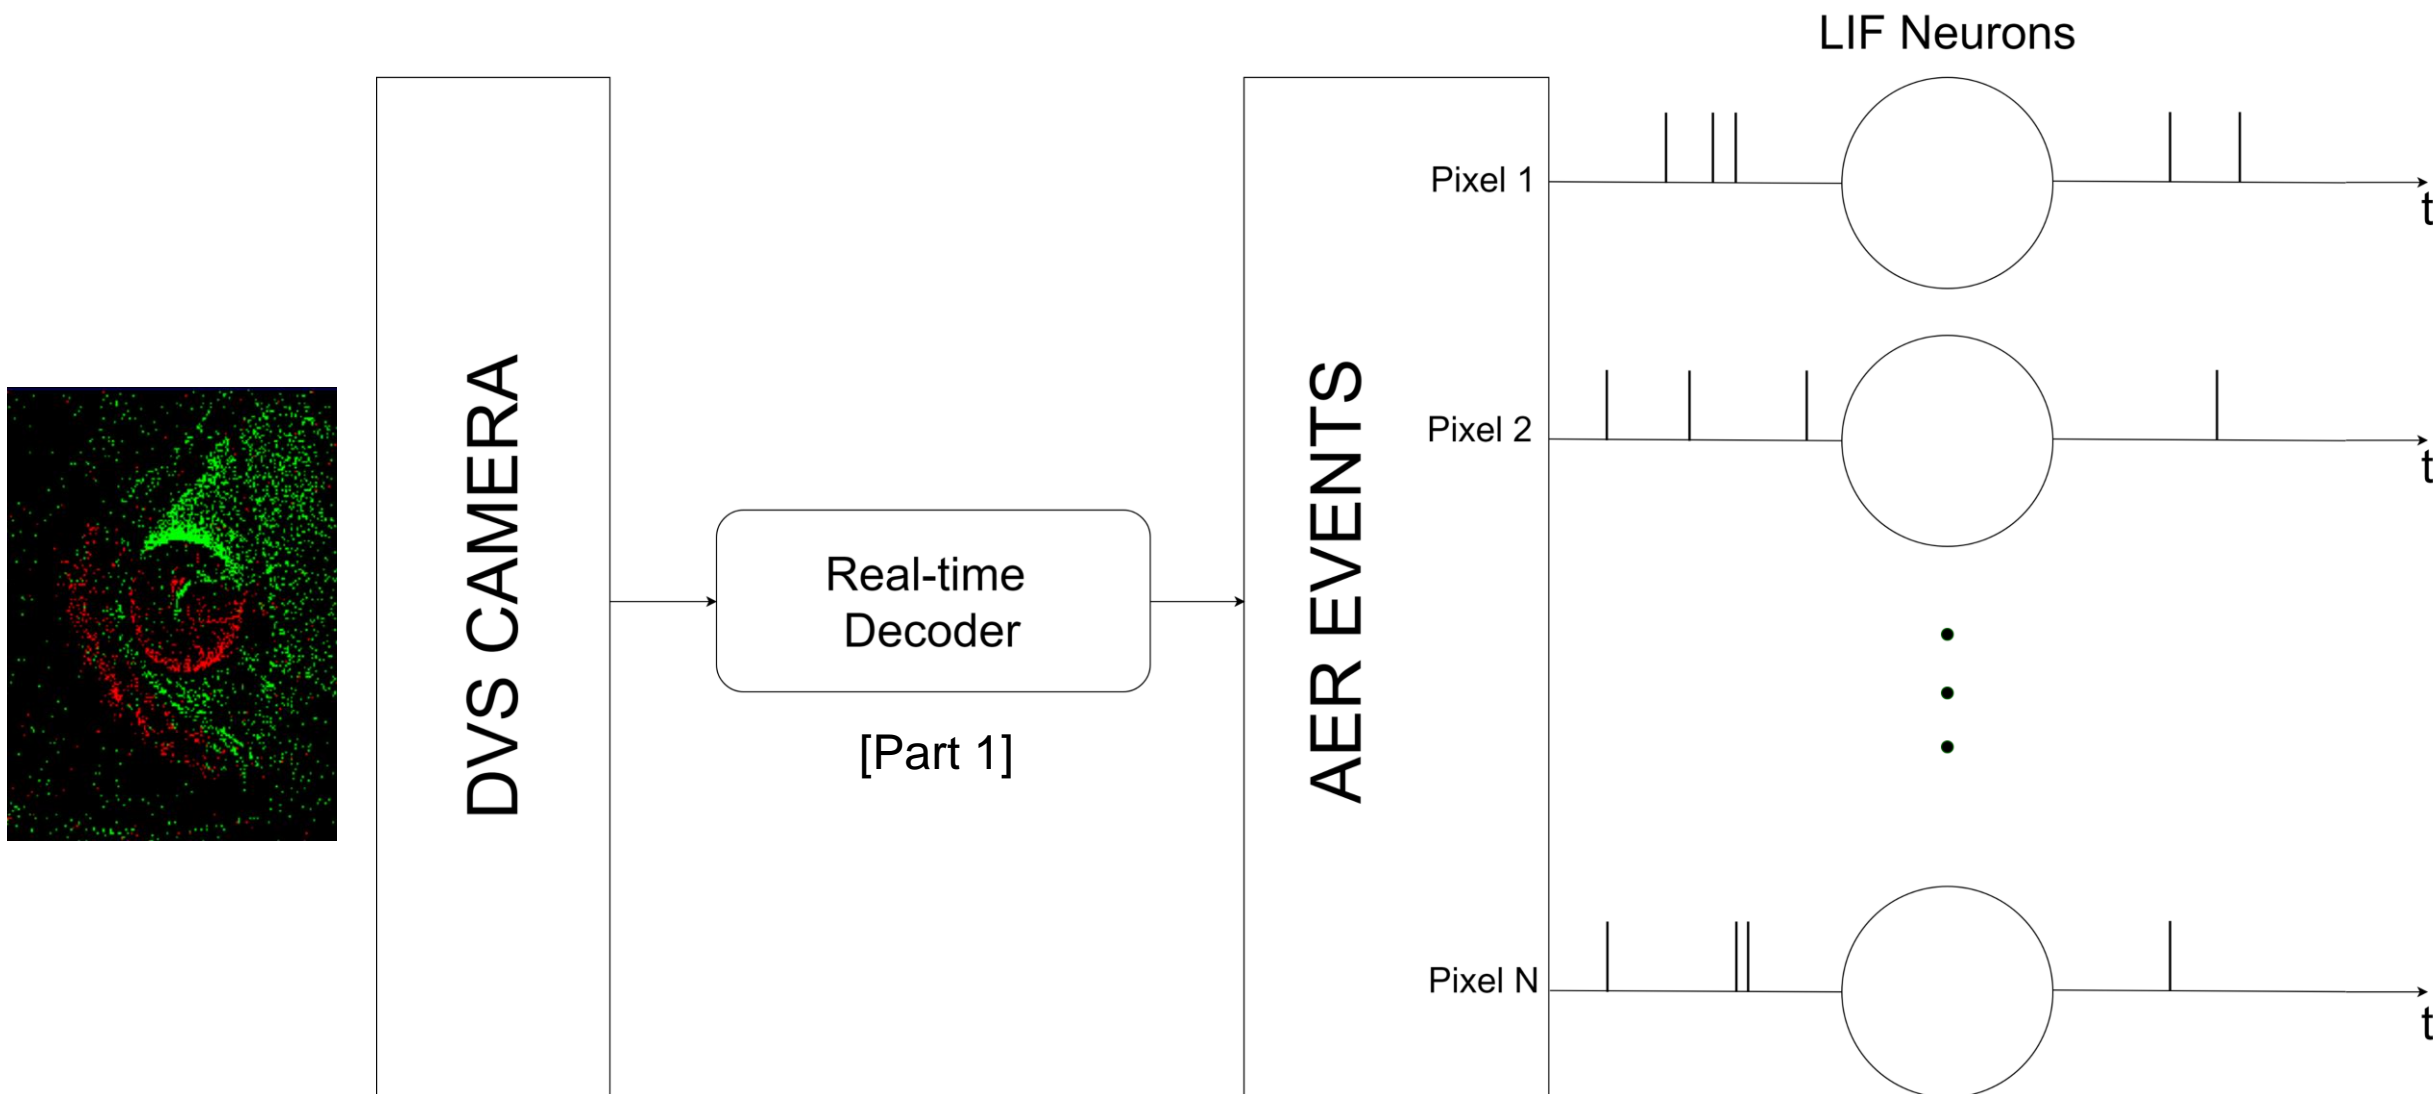 LIF Neurons
DVS CAMERA
Real-time
Decoder
[Part 1]
AER EVENTS
Pixel 1
t
Pixel 2
t
Pixel N
t